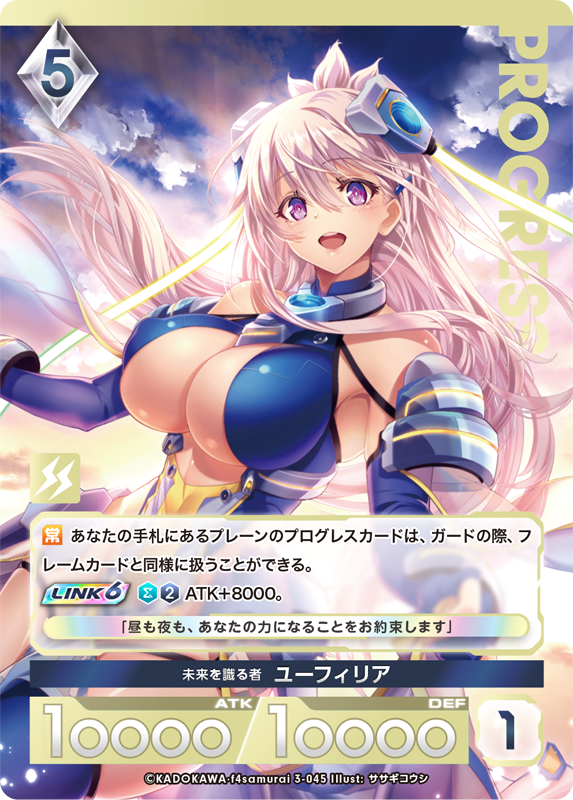 5
PROGRESS
常 あなたの手札にあるプレーンのプログレスカードは、ガードの際、フ
レームカードと同様に扱うことができる。
LINK6 Σ 2 ATK+8000。
「昼も夜も、あなたの力になることをお約束します」
未来を識る者 ユーフィリア
ATK DEF
10000 / 10000 1
©KADOKAWA-f4samurai 3-045 Illust: ササギコウシ